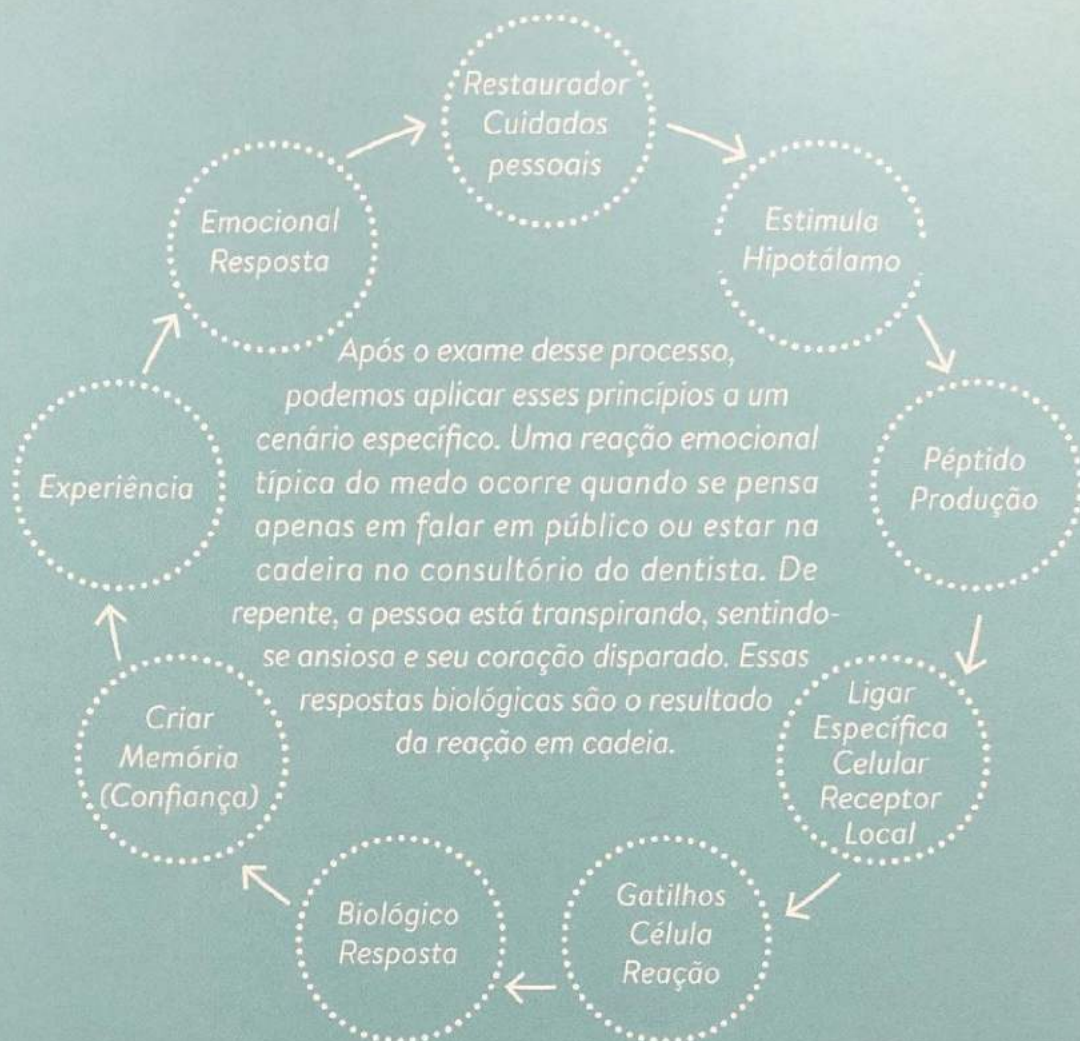 Restaurador
Cuidados
pessoais
Estimula
Hipotálamo
Péptido
Produção
Ligar
Específica
Celular
Receptor
Local
Gatilhos
Célula
Reação
Biológico
Resposta
Criar
Memória
(Confiança)
Experiência
Emocional
Resposta
Após o exame desse processo,
podemos aplicar esses princípios a um
cenário específico. Uma reação emocional
típica do medo ocorre quando se pensa
apenas em falar em público ou estar na
cadeira no consultório do dentista. De
repente, a pessoa está transpirando, sentindo-
se ansiosa e seu coração disparado. Essas
respostas biológicas são o resultado
da reação em cadeia.